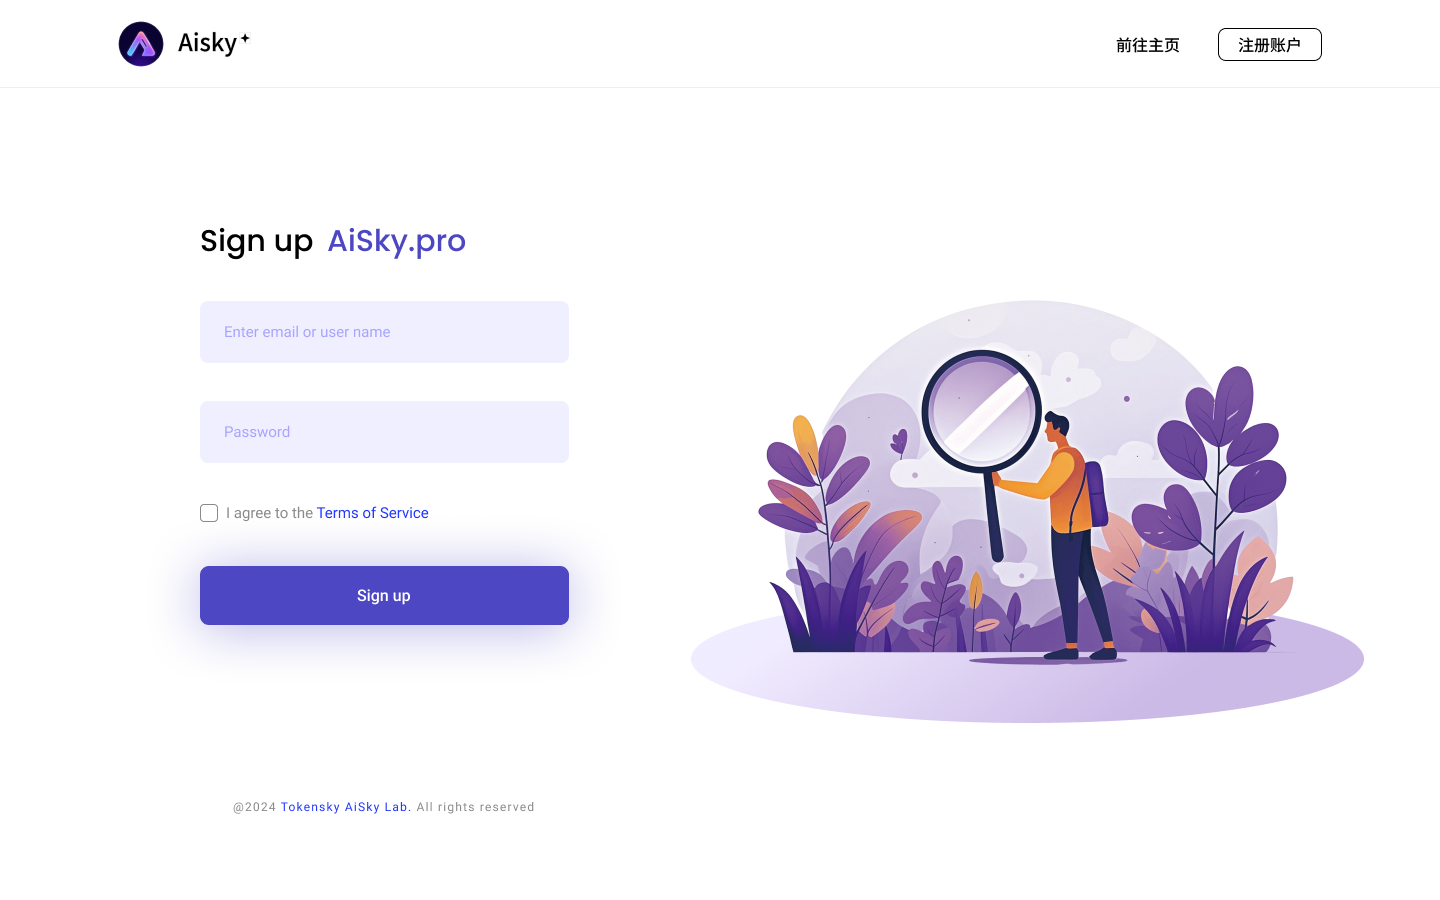 Aisky
前往主页
注册账户
Sign up AiSky.pro
Enter email or user name
Password
I agree to the Terms of Service
Sign up
@2024 Tokensky AiSky Lab. All rights reserved